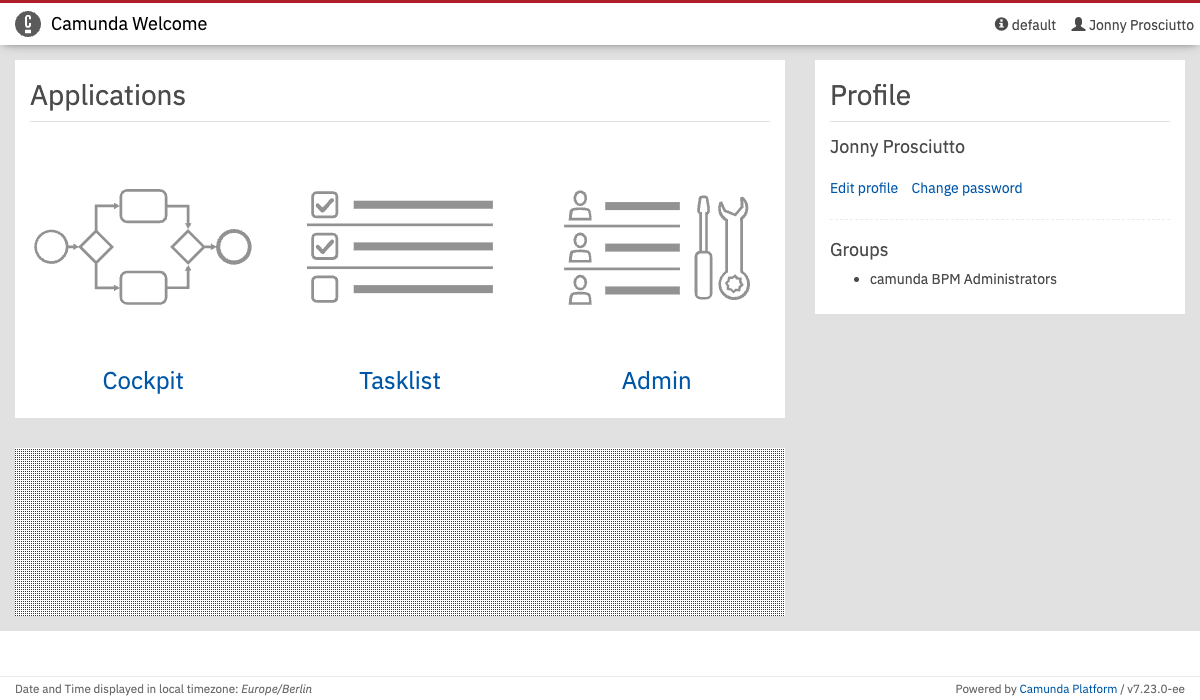 Camunda Welcome
default
Jonny Prosciutto
Applications
Cockpit
Tasklist
Admin
Profile
Jonny Prosciutto
Edit profile Change password
Groups
camunda BPM Administrators
Date and Time displayed in local timezone: Europe/Berlin
Powered by Camunda Platform / v7.23.0-ee